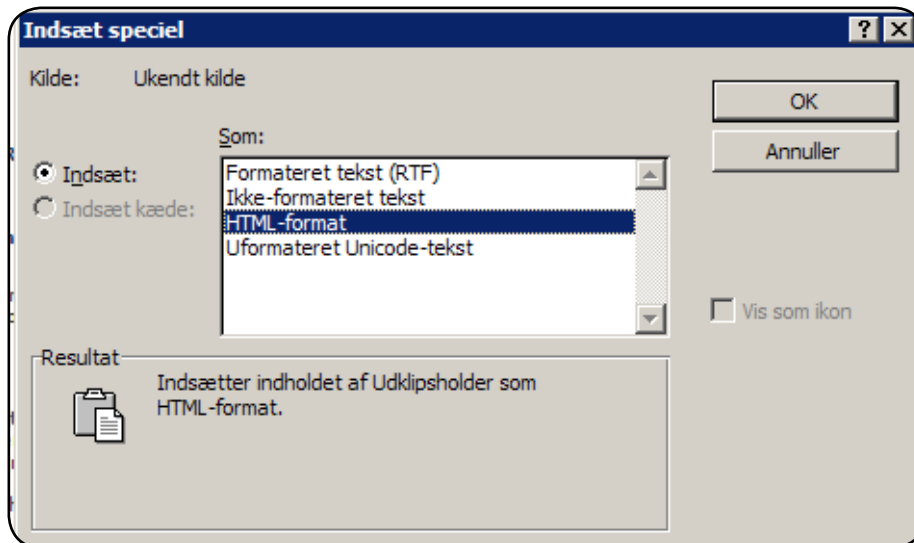 Indsæt speciel
Kilde: Ukendt kilde
OK
Annuller
Som:
Indsæt:
Indsæt kæde:
Formateret tekst (RTF)
Ikke-formateret tekst
HTML-format
Uformateret Unicode-tekst
Vis som ikon
Resultat
Indsætter indholdet af Udklipsholder som
HTML-format.